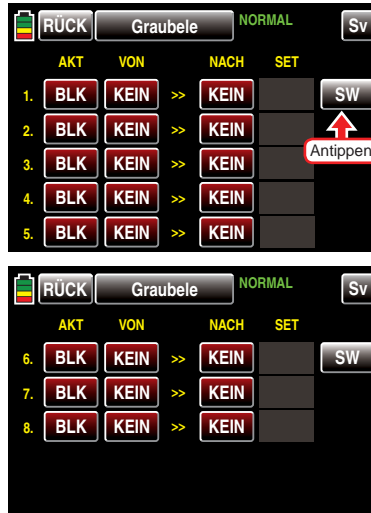 RÜCK Graubele NORMAL Sv
AKT VON NACH SET
1. BLK KEIN >> KEIN SW
2. BLK KEIN >> KEIN
Antippen
3. BLK KEIN >> KEIN
4. BLK KEIN >> KEIN
5. BLK KEIN >> KEIN
RÜCK Graubele NORMAL Sv
AKT VON NACH SET
6. BLK KEIN >> KEIN SW
7. BLK KEIN >> KEIN
8. BLK KEIN >> KEIN